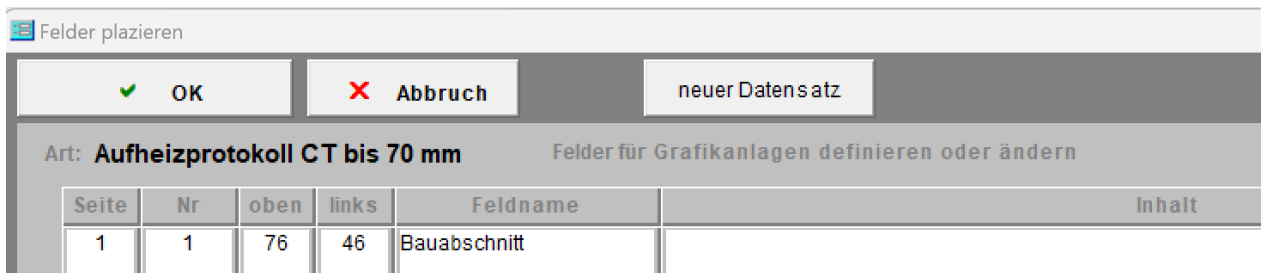 Felder plazieren
OK Abbruch neuer Datensatz
Art: Aufheizprotokoll CT bis 70 mm Felder für Grafikanlagen definieren oder ändern
Seite Nr oben links Feldname Inhalt
1 1 76 46 Bauabschnitt